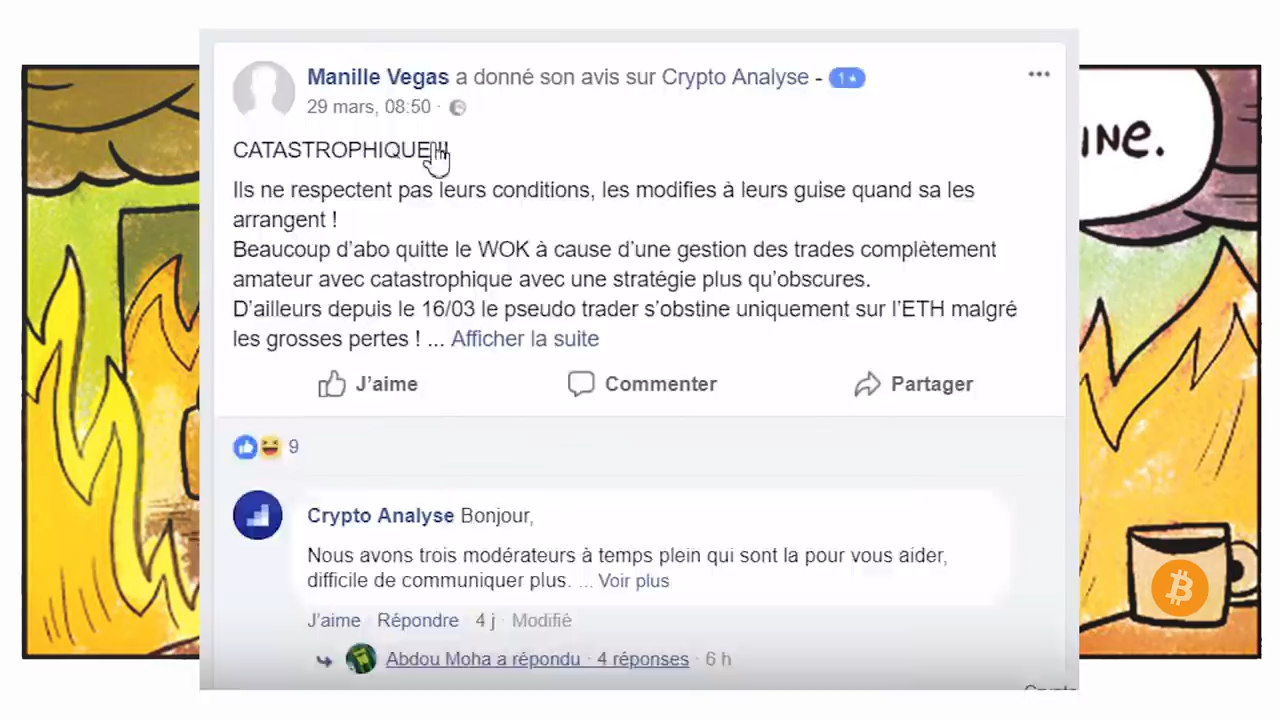 Manille Vegas a donné son avis sur Crypto Analyse - 1
29 mars, 08:50 ·
CATASTROPHIQUE!!!
Ils ne respectent pas leurs conditions, les modifies à leurs guise quand sa les
arrangent !
Beaucoup d’abo quitte le WOK à cause d’une gestion des trades complètement
amateur avec catastrophique avec une stratégie plus qu’obscures.
D’ailleurs depuis le 16/03 le pseudo trader s’obstine uniquement sur l’ETH malgré
les grosses pertes ! ... Afficher la suite
J’aime Commenter Partager
9
Crypto Analyse Bonjour,
Nous avons trois modérateurs à temps plein qui sont la pour vous aider,
difficile de communiquer plus. ... Voir plus
J’aime · Répondre · 4 j · Modifié
Abdou Moha a répondu · 4 réponses · 6 h
INE.